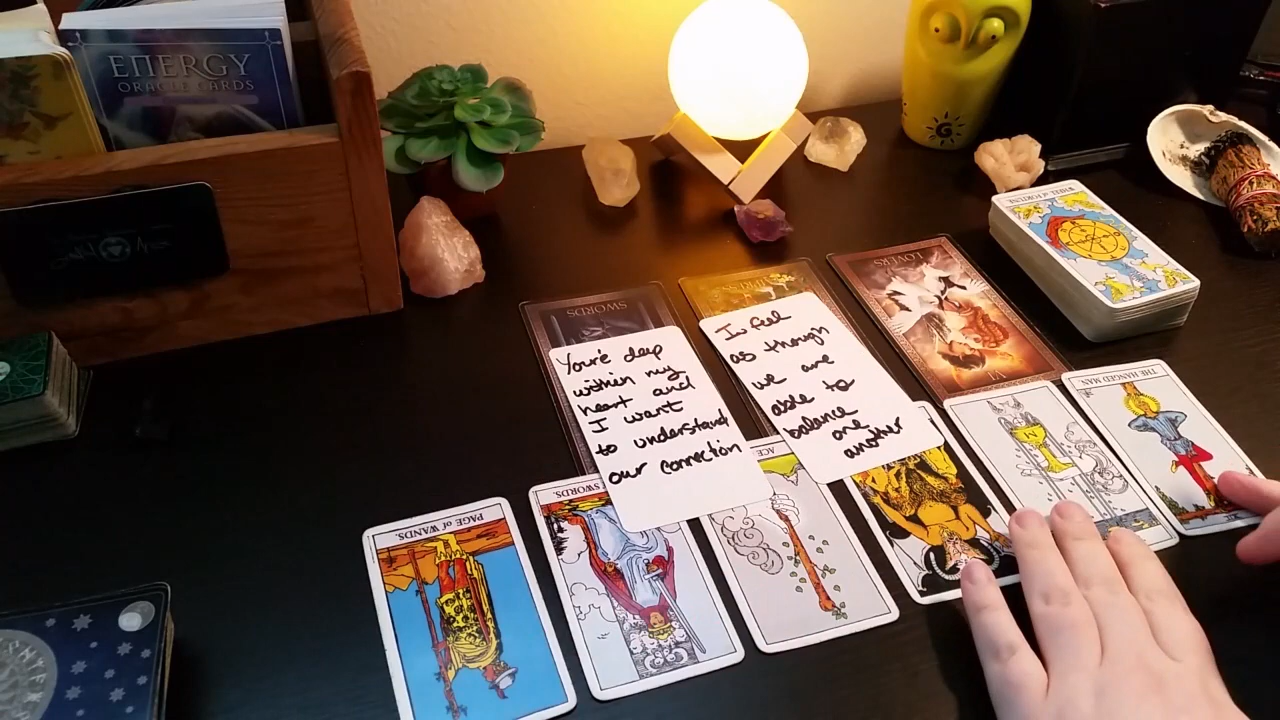 ENERGY
ORACLE CARDS
WHEEL of FORTUNE.
LOVERS
VI
SWORDS
EMPRESS
You're deep
within my
heart and
I want
to understand
our connection
I feel
as though
we are
able to
balance
one
another
THE HANGED MAN.
ACE
SWORDS.
PAGE of WANDS.